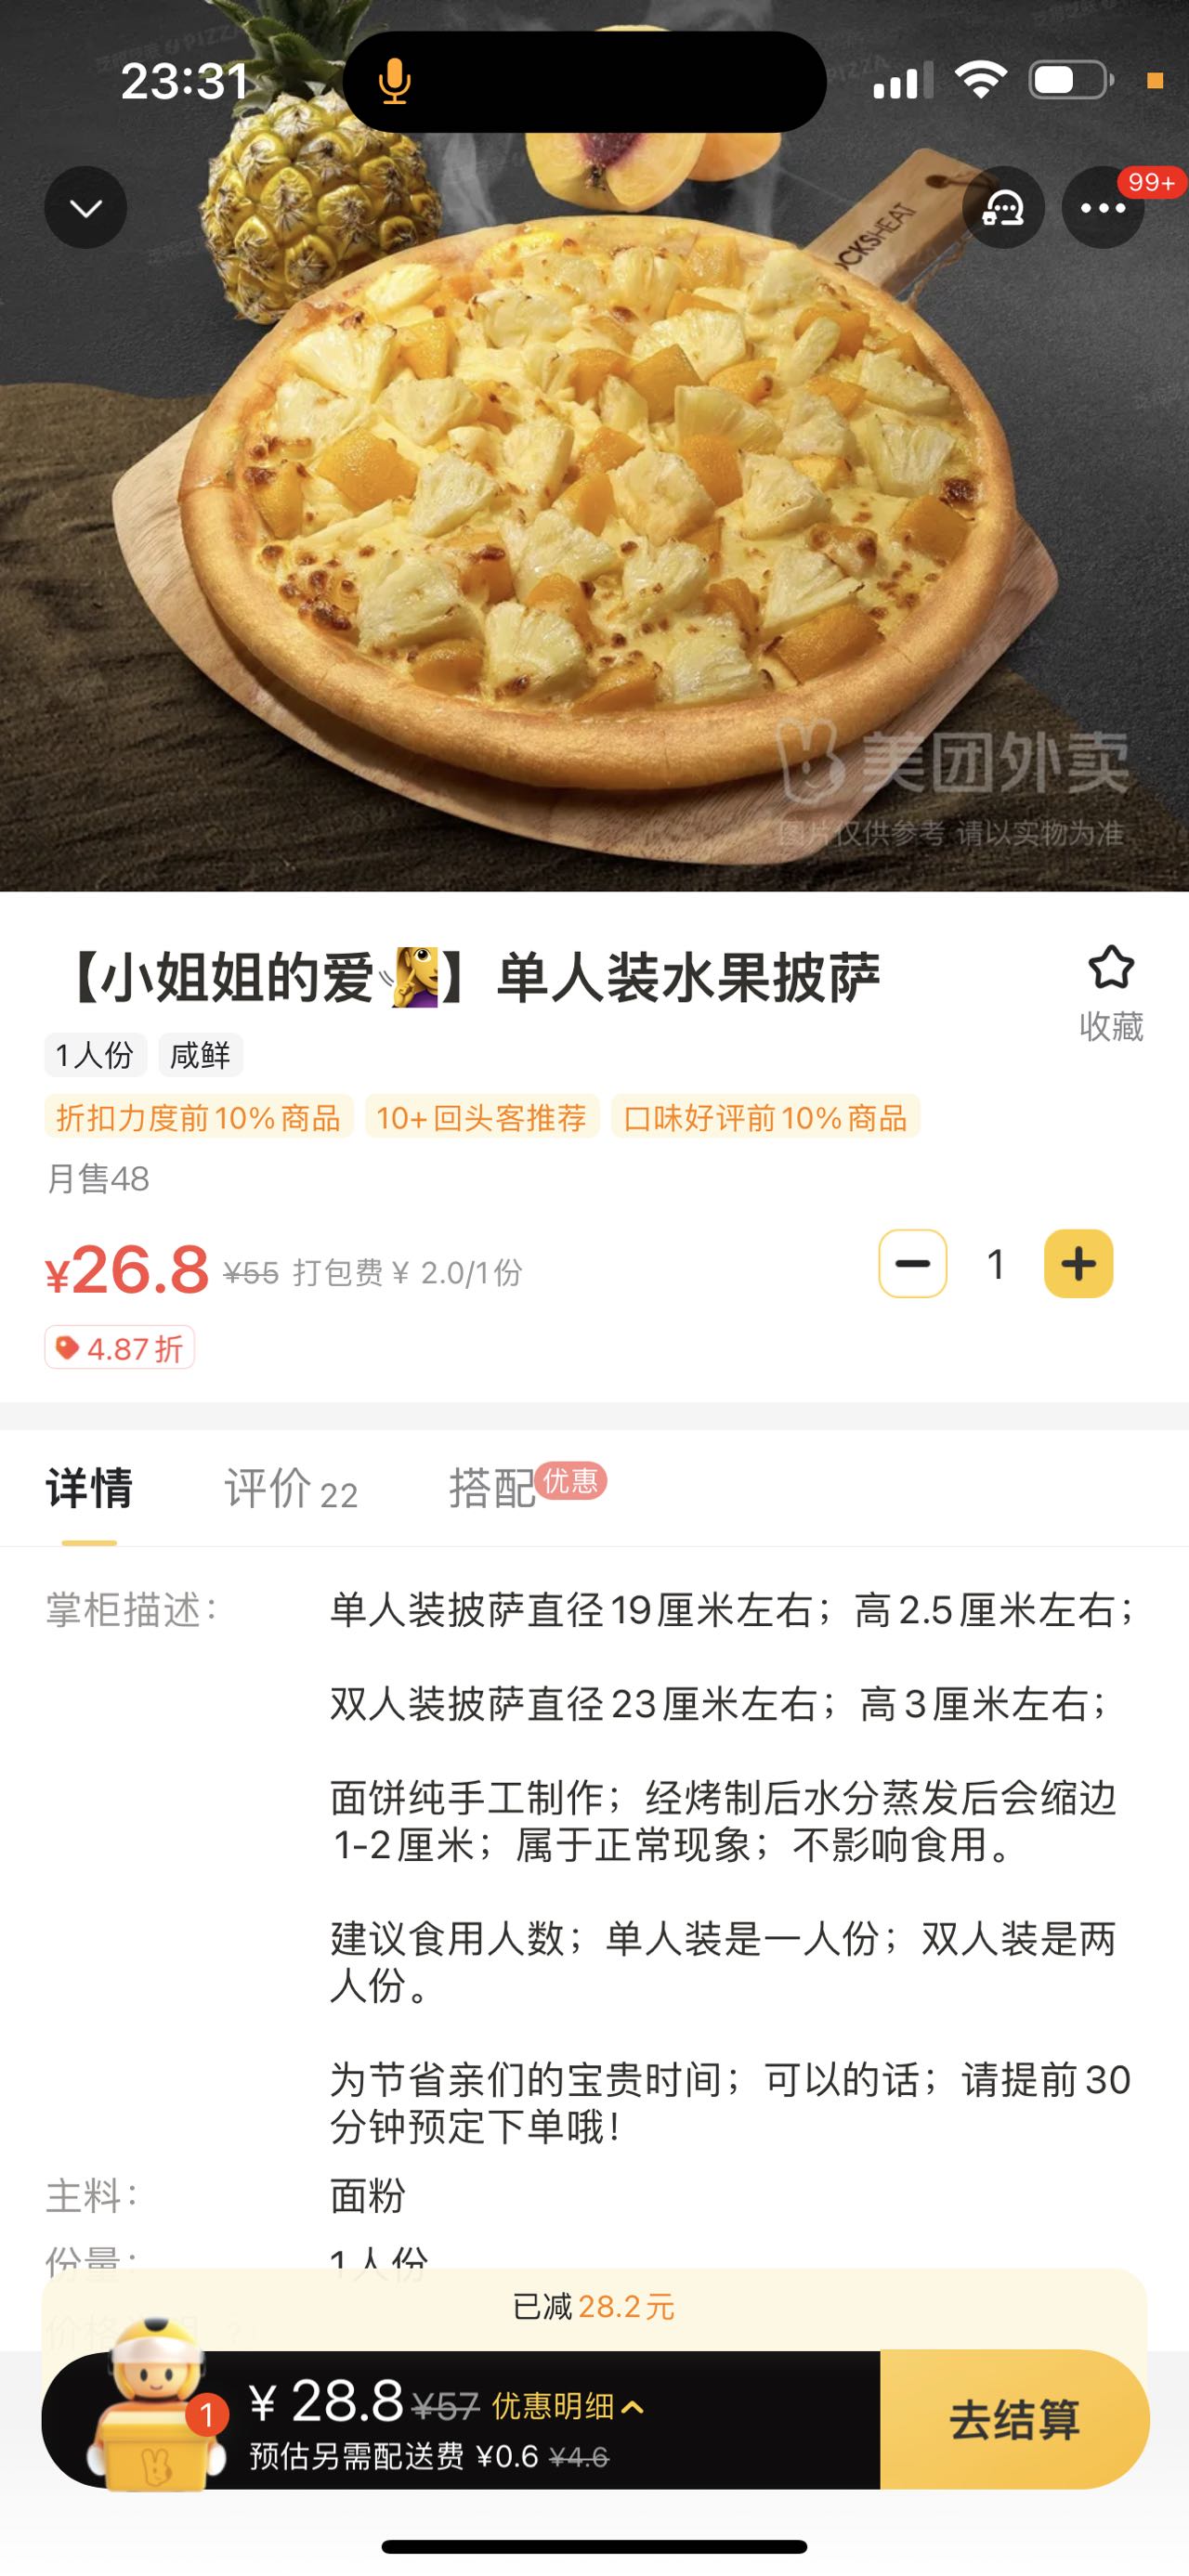 23:31
99+
OCKSHEAT
美团外卖
图片仅供参考 请以实物为准
【小姐姐的爱🧏‍♀️】单人装水果披萨
收藏
1人份 咸鲜
折扣力度前10%商品 10+回头客推荐 口味好评前10%商品
月售48
¥26.8 ¥55 打包费¥ 2.0/1份
1
4.87折
详情 评价22 搭配 优惠
掌柜描述: 单人装披萨直径19厘米左右；高2.5厘米左右；
双人装披萨直径23厘米左右；高3厘米左右；
面饼纯手工制作；经烤制后水分蒸发后会缩边
1-2厘米；属于正常现象；不影响食用。
建议食用人数；单人装是一人份；双人装是两
人份。
为节省亲们的宝贵时间；可以的话；请提前30
分钟预定下单哦！
主料: 面粉
份量: 1人份
已减28.2元
1
¥ 28.8 ¥57 优惠明细
预估另需配送费 ¥0.6 ¥4.6
去结算